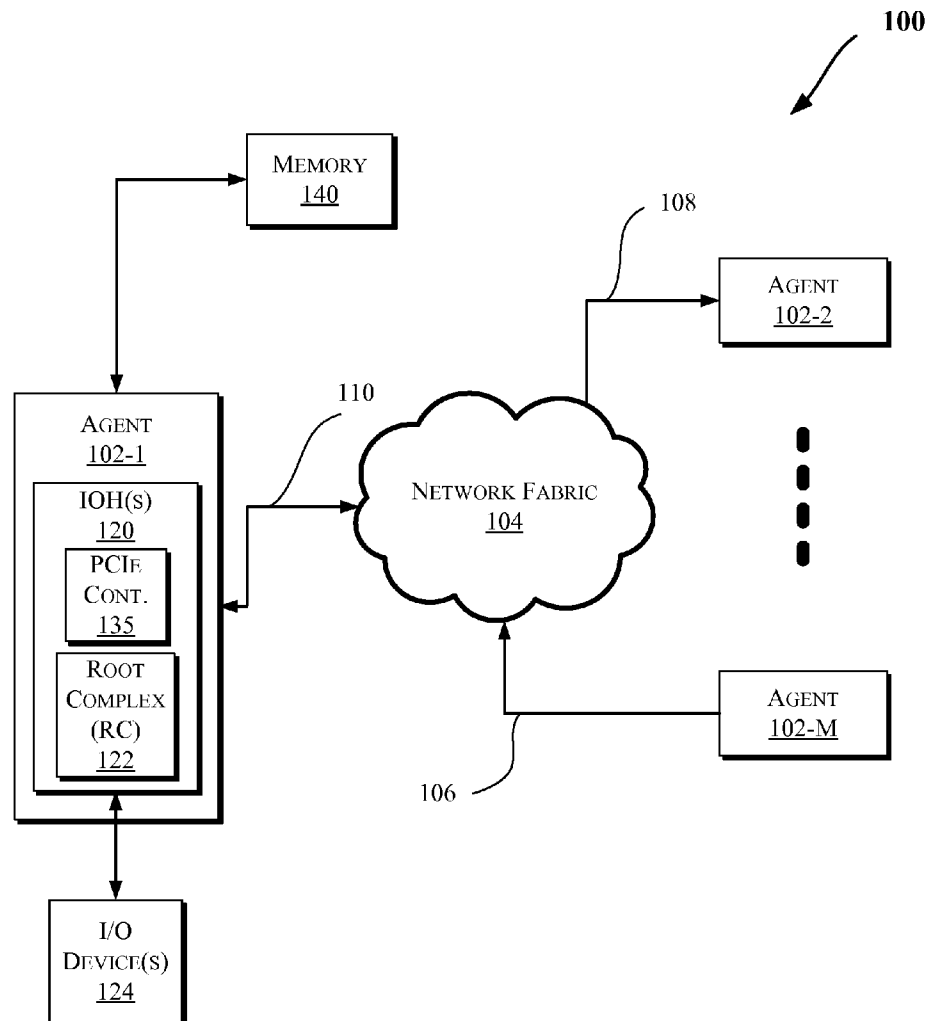 100
MEMORY
140
108
AGENT
102-2
110
AGENT
102-1
IOH(S)
120
PCIE
CONT.
135
ROOT
COMPLEX
(RC)
122
NETWORK FABRIC
104
AGENT
102-M
106
I/O
DEVICE(S)
124